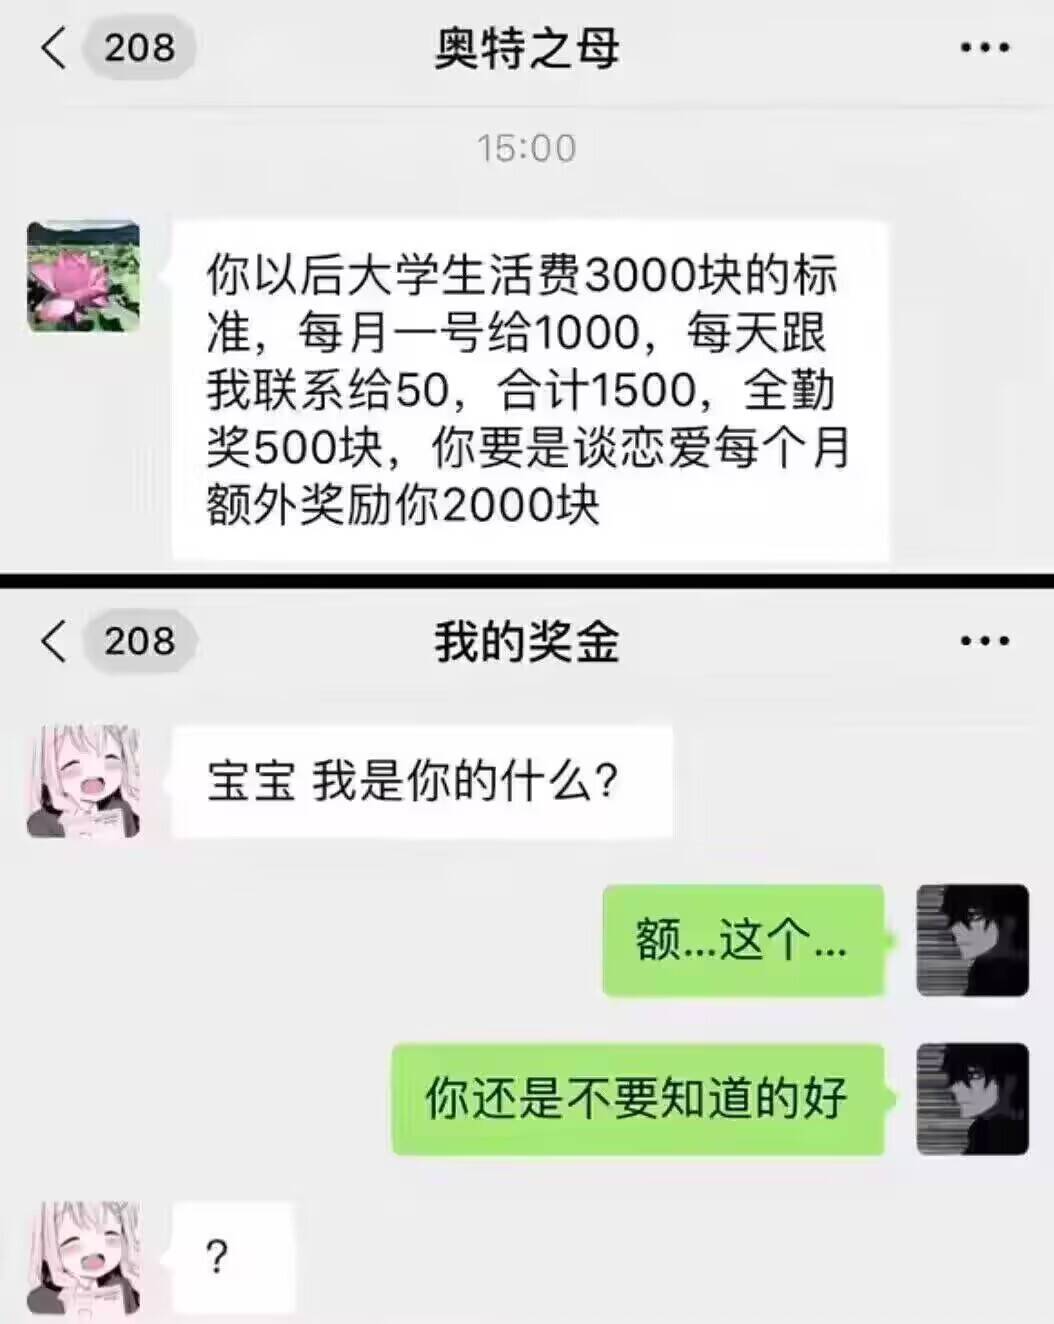 208
奥特之母
15:00
你以后大学生活费3000块的标
准，每月一号给1000，每天跟
我联系给50，合计1500，全勤
奖500块，你要是谈恋爱每个月
额外奖励你2000块
208
我的奖金
宝宝 我是你的什么?
额...这个...
你还是不要知道的好
?